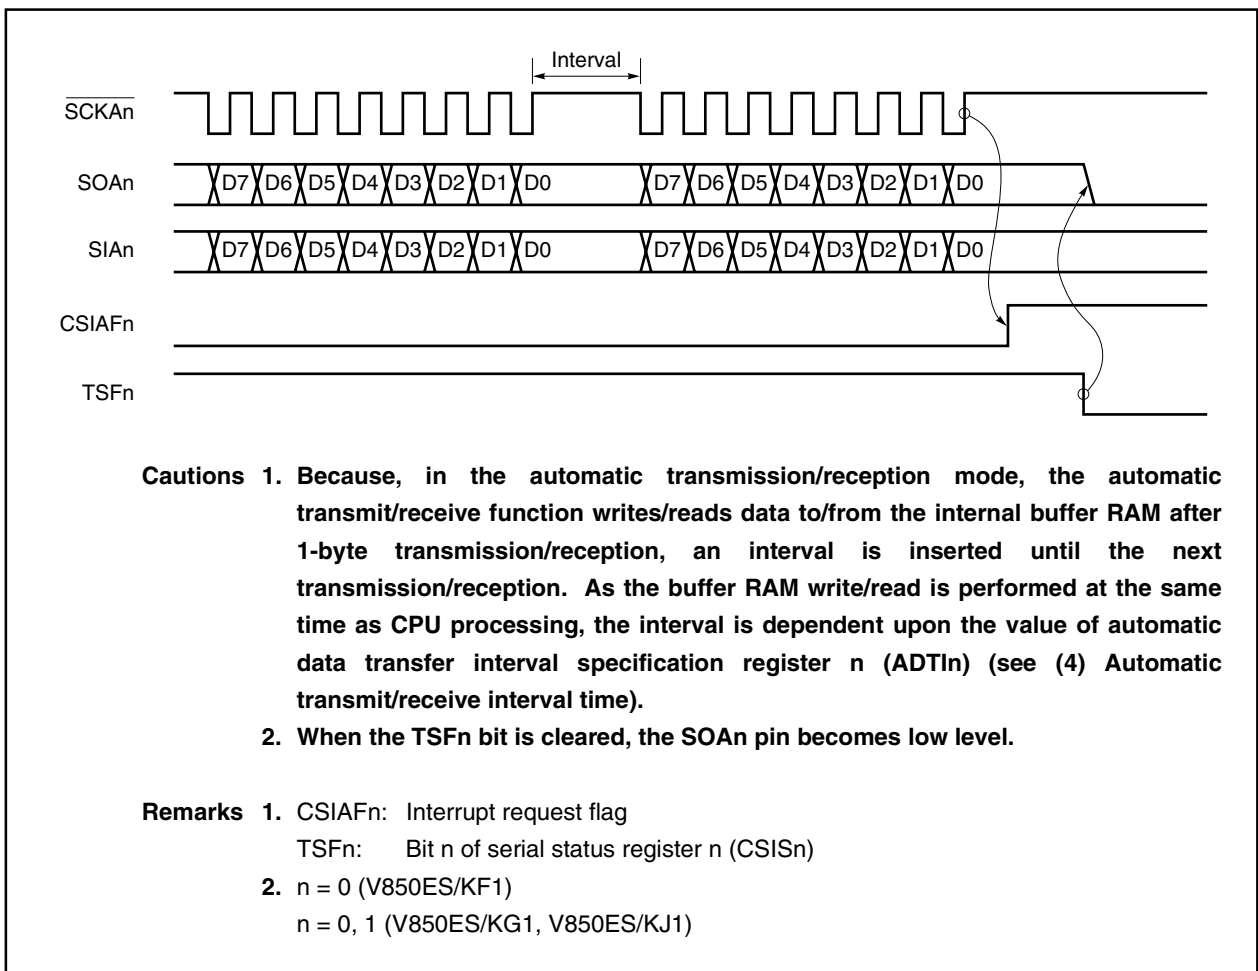 Interval
SCKAn
SOAn D7 D6 D5 D4 D3 D2 D1 D0 D7 D6 D5 D4 D3 D2 D1 D0
SIAn D7 D6 D5 D4 D3 D2 D1 D0 D7 D6 D5 D4 D3 D2 D1 D0
CSIAFn
TSFn
Cautions 1. Because, in the automatic transmission/reception mode, the automatic
transmit/receive function writes/reads data to/from the internal buffer RAM after
1-byte transmission/reception, an interval is inserted until the next
transmission/reception. As the buffer RAM write/read is performed at the same
time as CPU processing, the interval is dependent upon the value of automatic
data transfer interval specification register n (ADTIn) (see (4) Automatic
transmit/receive interval time).
2. When the TSFn bit is cleared, the SOAn pin becomes low level.
Remarks 1. CSIAFn: Interrupt request flag
TSFn: Bit n of serial status register n (CSISn)
2. n = 0 (V850ES/KF1)
n = 0, 1 (V850ES/KG1, V850ES/KJ1)